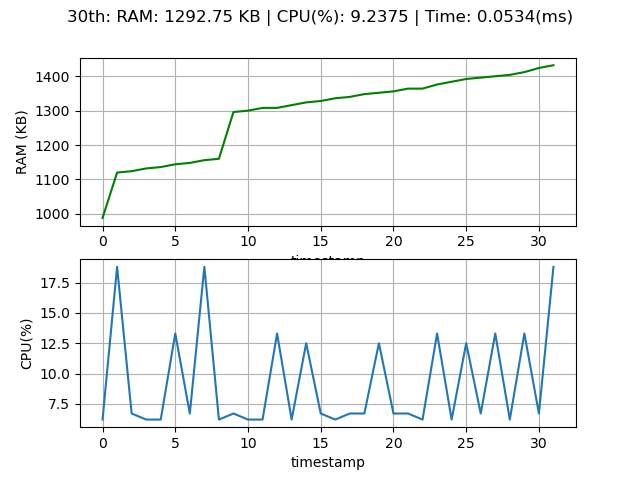 30th: RAM: 1292.75 KB | CPU(%): 9.2375 | Time: 0.0534(ms)
RAM (KB)
1400
1300
1200
1100
1000
0 5 10 15 20 25 30
timestamp
CPU(%)
17.5
15.0
12.5
10.0
7.5
0 5 10 15 20 25 30
timestamp